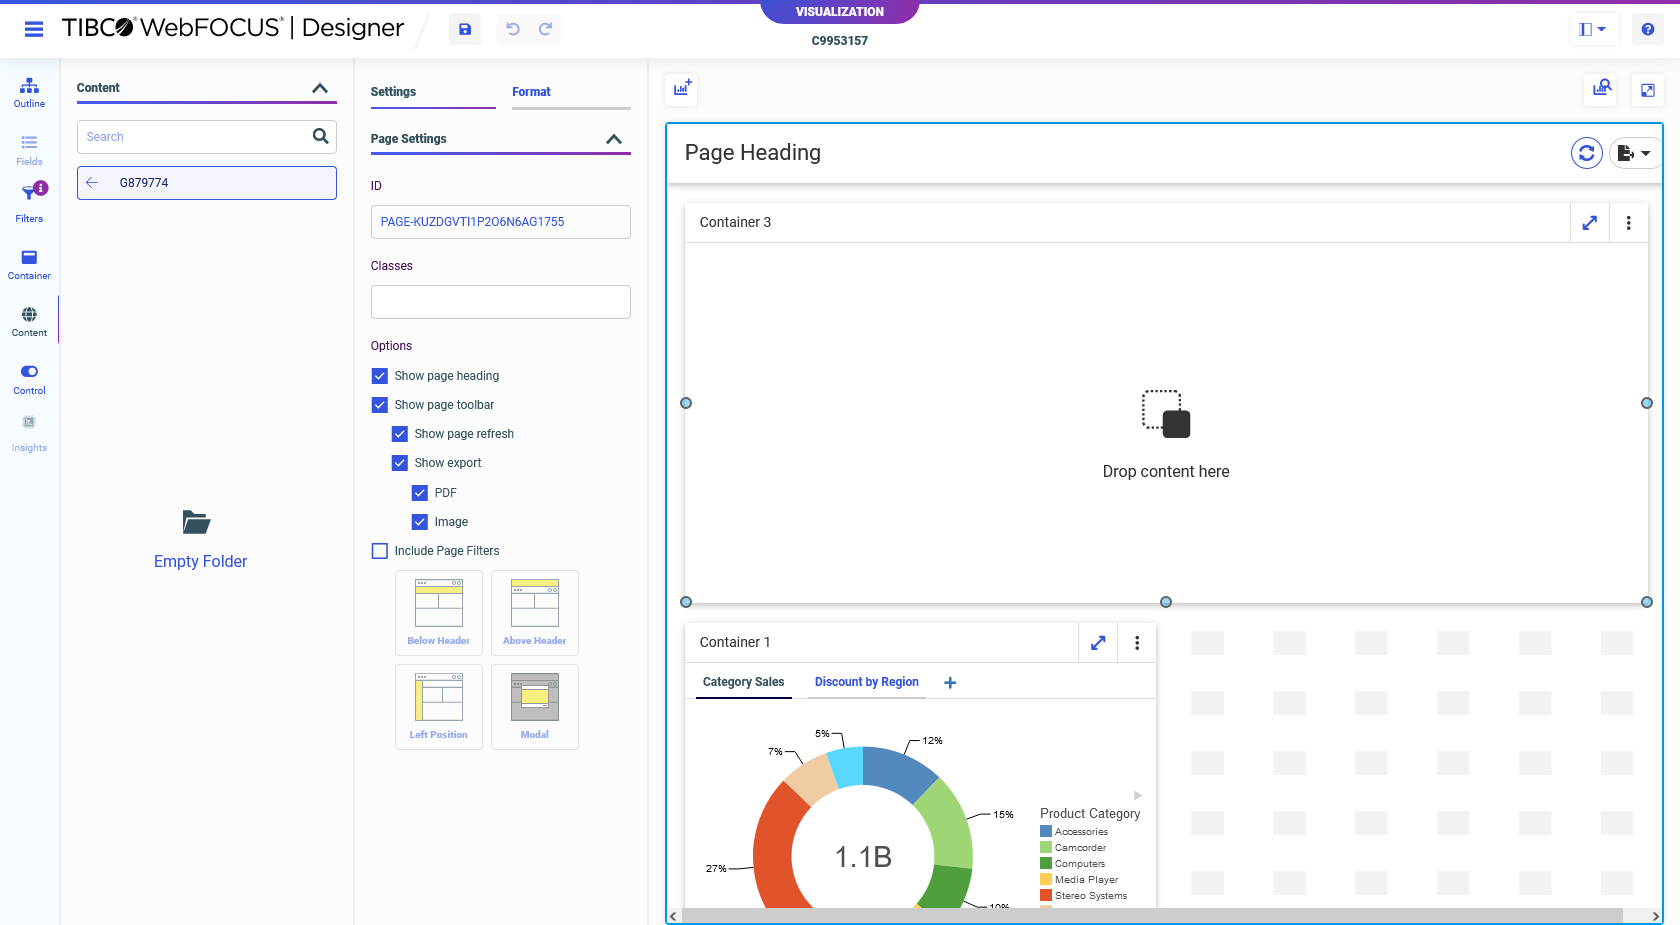 VISUALIZATION
TIBCO® WebFOCUS® | Designer
C9953157
Outline
Fields
Filters
Container
Content
Control
Insights
Content
Search
G879774
Empty Folder
Settings
Format
Page Settings
ID
PAGE-KUZDGVTI1P2O6N6AG1755
Classes
Options
Show page heading
Show page toolbar
Show page refresh
Show export
PDF
Image
Include Page Filters
Below Header
Above Header
Left Position
Modal
Page Heading
Container 3
Drop content here
Container 1
Category Sales
Discount by Region
5%
12%
7%
15%
27%
10%
1.1B
Product Category
Accessories
Camcorder
Computers
Media Player
Stereo Systems